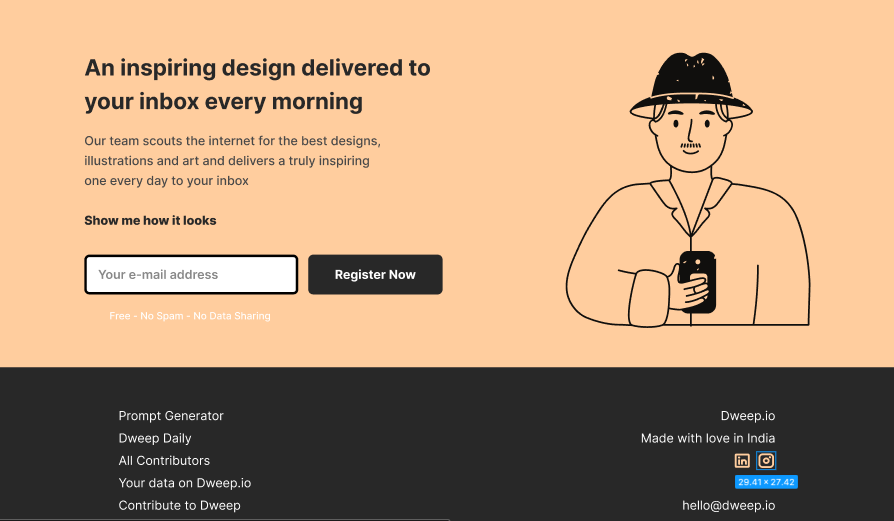 An inspiring design delivered to
your inbox every morning
Our team scouts the internet for the best designs,
illustrations and art and delivers a truly inspiring
one every day to your inbox
Show me how it looks
Your e-mail address
Register Now
Free - No Spam - No Data Sharing
Prompt Generator
Dweep Daily
All Contributors
Your data on Dweep.io
Contribute to Dweep
Dweep.io
Made with love in India
in
29.41 × 27.42
hello@dweep.io